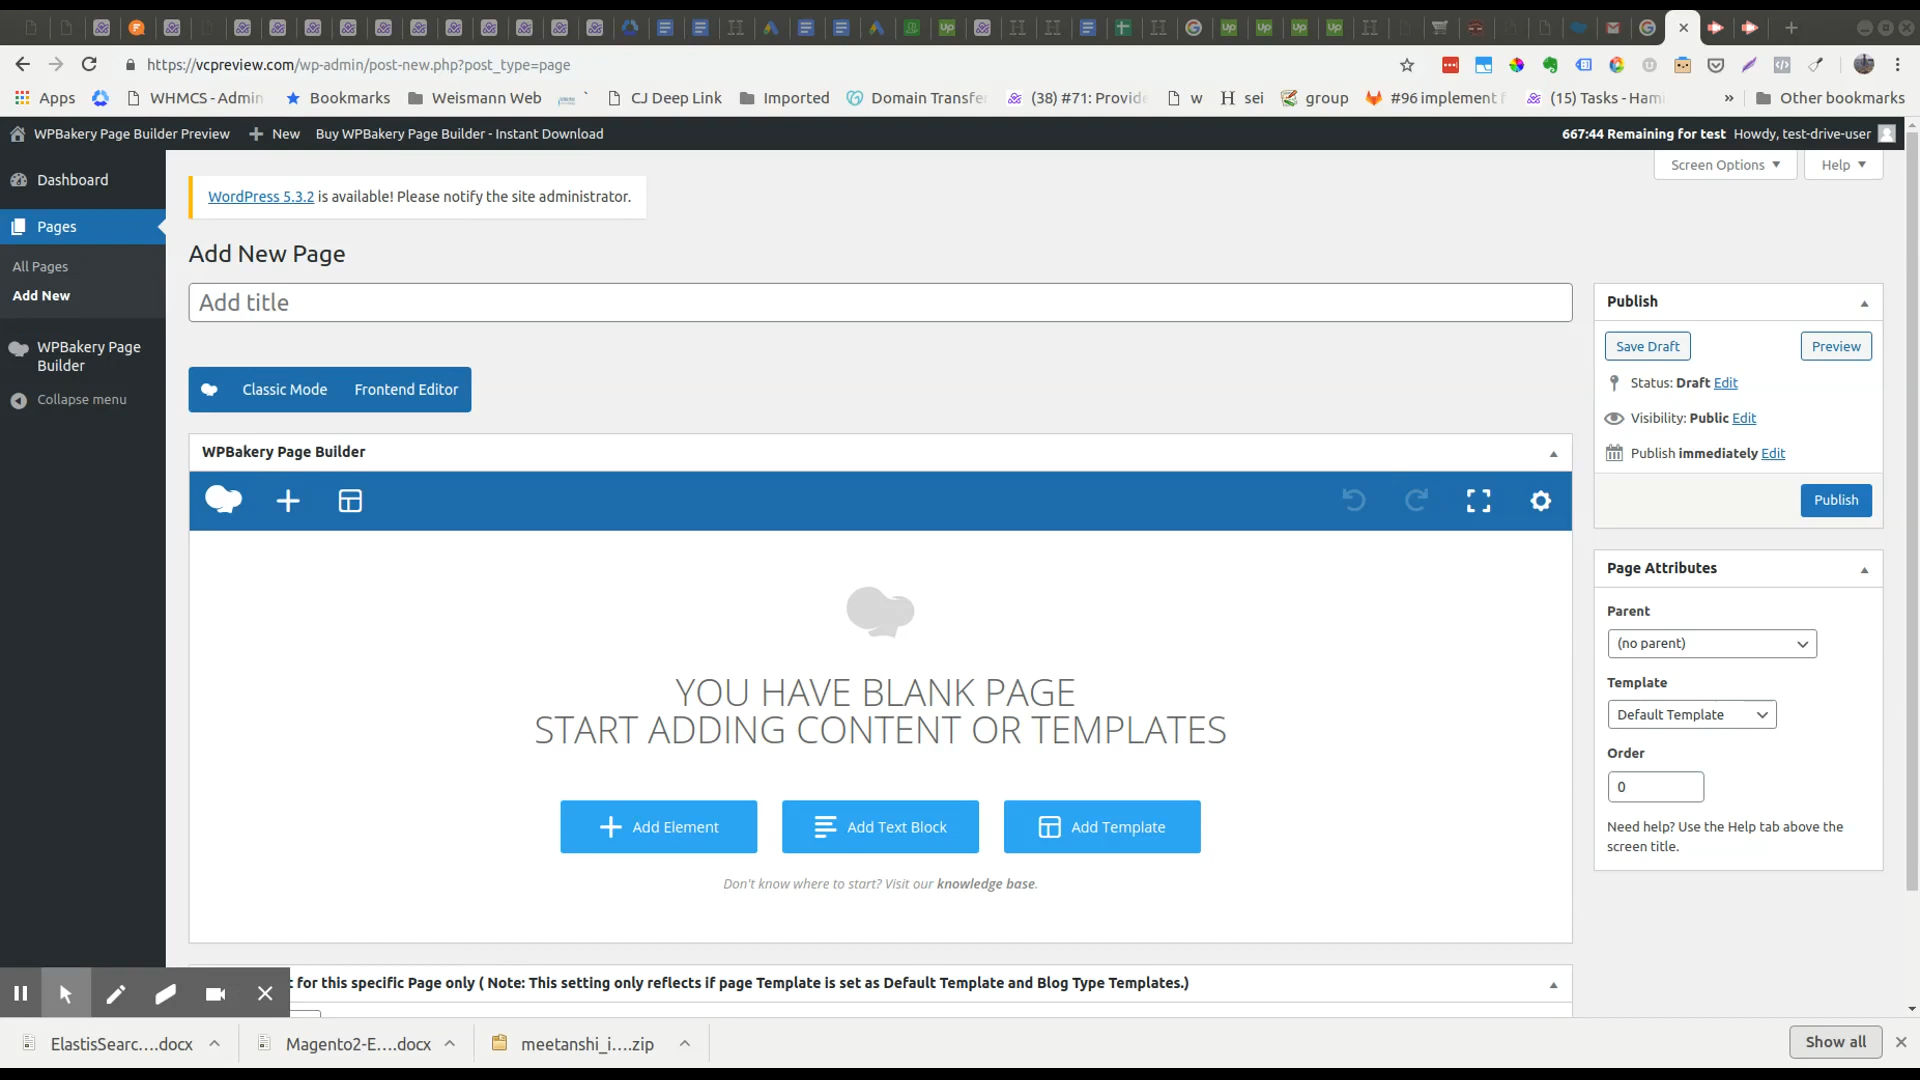 https://vcpreview.com/wp-admin/post-new.php?post_type=page
Apps
WHMCS - Admin
Bookmarks
Weismann Web
CJ Deep Link
Imported
Domain Transfe
(38) #71: Provide
w
sei
group
#96 implement f
(15) Tasks - Ham
»
Other bookmarks
WPBakery Page Builder Preview
New
Buy WPBakery Page Builder - Instant Download
667:44 Remaining for test
Howdy, test-drive-user
Dashboard
Pages
All Pages
Add New
WPBakery Page
Builder
Collapse menu
Screen Options
Help
WordPress 5.3.2 is available! Please notify the site administrator.
Add New Page
Add title
Classic Mode
Frontend Editor
WPBakery Page Builder
YOU HAVE BLANK PAGE
START ADDING CONTENT OR TEMPLATES
Add Element
Add Text Block
Add Template
Don't know where to start? Visit our knowledge base.
Publish
Save Draft
Preview
Status: Draft Edit
Visibility: Public Edit
Publish immediately Edit
Publish
Page Attributes
Parent
(no parent)
Template
Default Template
Order
0
Need help? Use the Help tab above the
screen title.
t for this specific Page only ( Note: This setting only reflects if page Template is set as Default Template and Blog Type Templates.)
ElastisSearc....docx
Magento2-E....docx
meetanshi_i....zip
Show all